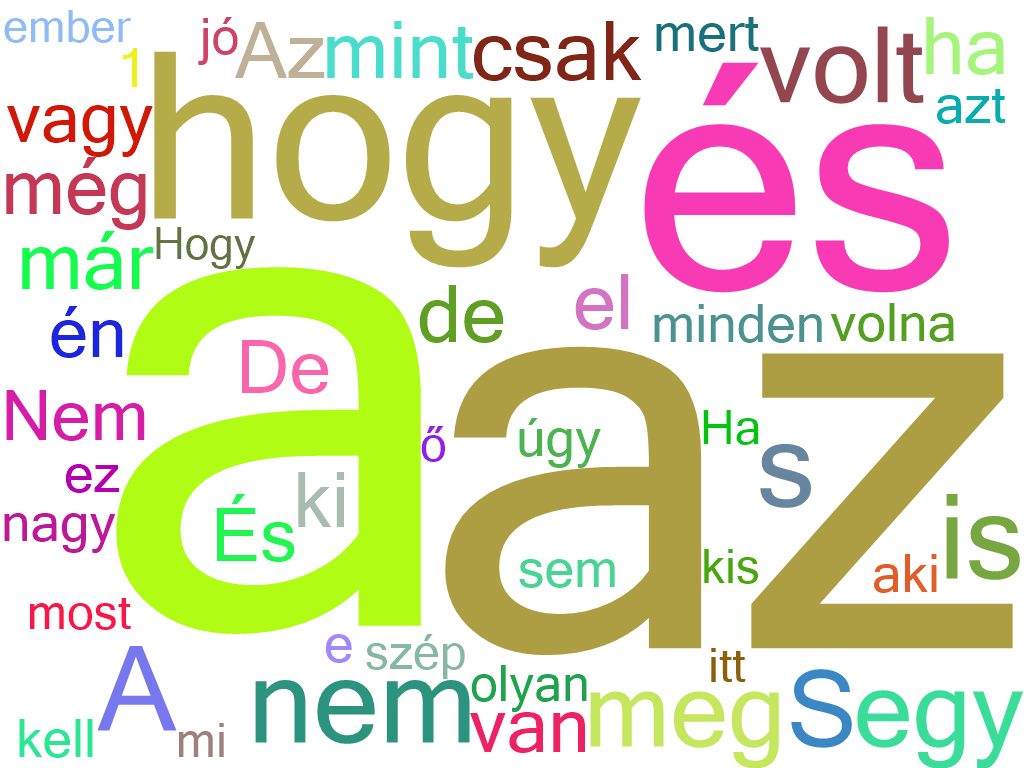 ember
1
jó
Az
mint
csak
mert
volt
ha
azt
vagy
hogy
és
még
már
Hogy
a
de
el
minden
volna
én
De
az
Nem
ő
úgy
Ha
s
ez
ki
nagy
És
is
sem
kis
aki
most
e
szép
itt
A
nem
olyan
van
meg
S
egy
kell
mi